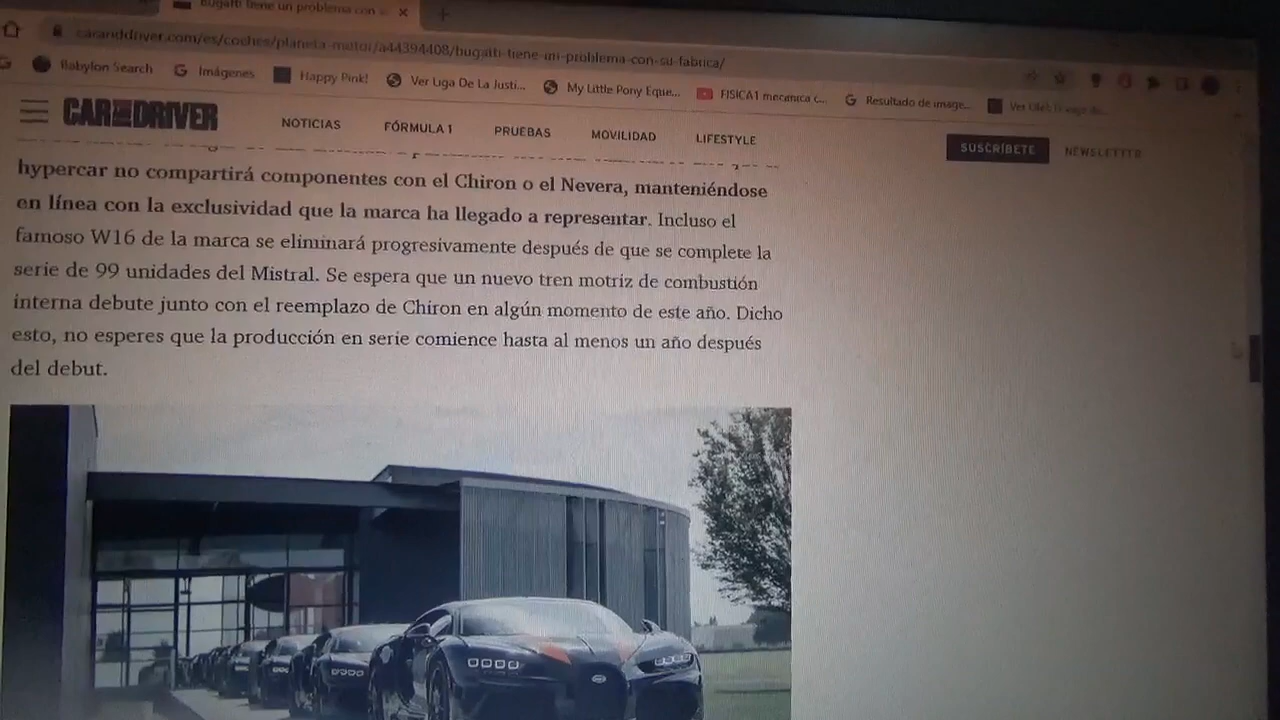 Bugatti tiene un problema con s
caranddriver.com/es/coches/planeta-motor/a44394408/bugatti-tiene-un-problema-con-su-fabrica/
Babylon Search
Imágenes
Happy Pink!
Ver Liga De La Justi...
My Little Pony Eque...
FISICA1 mecanica c...
Resultado de image...
CAR AND DRIVER
NOTICIAS
FÓRMULA 1
PRUEBAS
MOVILIDAD
LIFESTYLE
SUSCRÍBETE
NEWSLETTER
hypercar no compartirá componentes con el Chiron o el Nevera, manteniéndose
en línea con la exclusividad que la marca ha llegado a representar. Incluso el
famoso W16 de la marca se eliminará progresivamente después de que se complete la
serie de 99 unidades del Mistral. Se espera que un nuevo tren motriz de combustión
interna debute junto con el reemplazo de Chiron en algún momento de este año. Dicho
esto, no esperes que la producción en serie comience hasta al menos un año después
del debut.